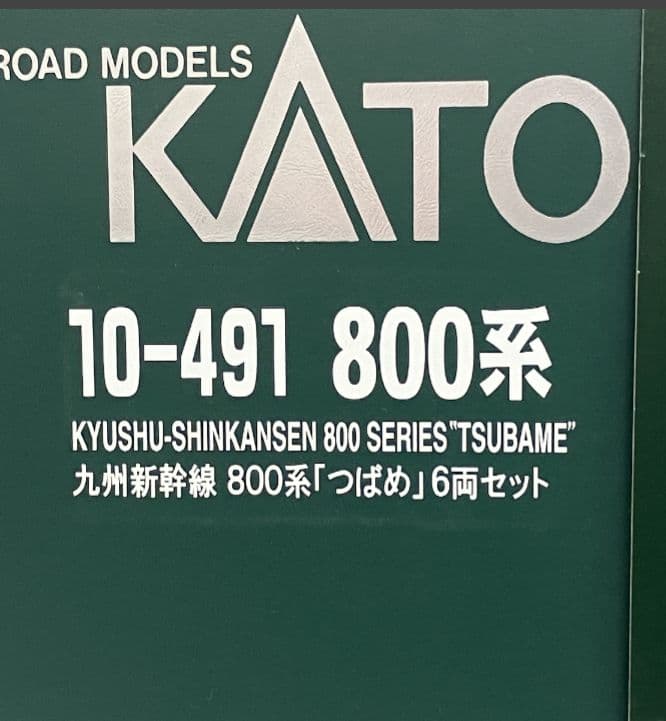 ROAD MODELS
KATO
10-491 800系
KYUSHU-SHINKANSEN 800 SERIES "TSUBAME"
九州新幹線 800系「つばめ」6両セット